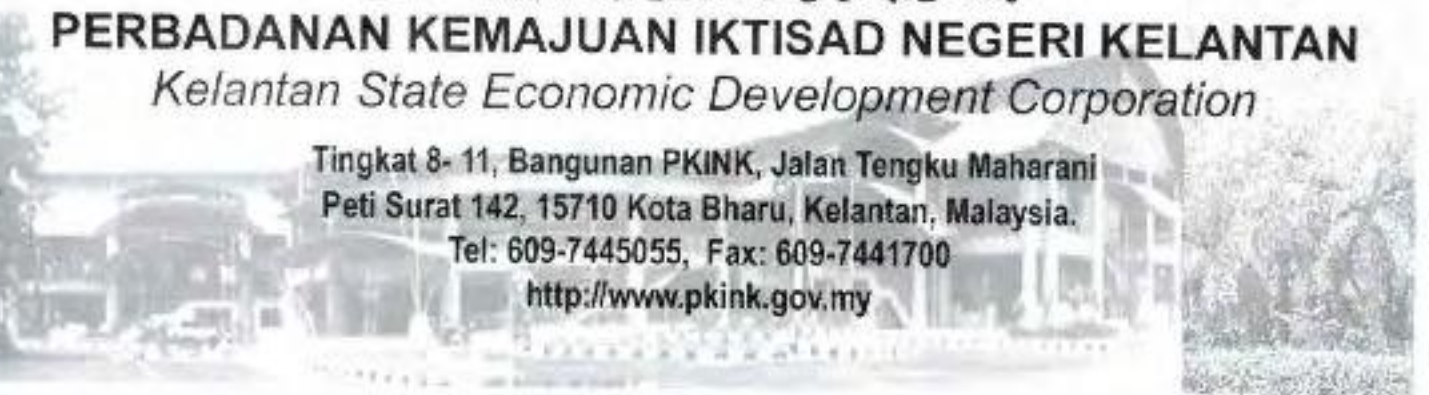 PERBADANAN KEMAJUAN IKTISAD NEGERI KELANTAN
Kelantan State Economic Development Corporation
Tingkat 8- 11, Bangunan PKINK, Jalan Tengku Maharani
Peti Surat 142, 15710 Kota Bharu, Kelantan, Malaysia.
Tel: 609-7445055, Fax: 609-7441700
http://www.pkink.gov.my